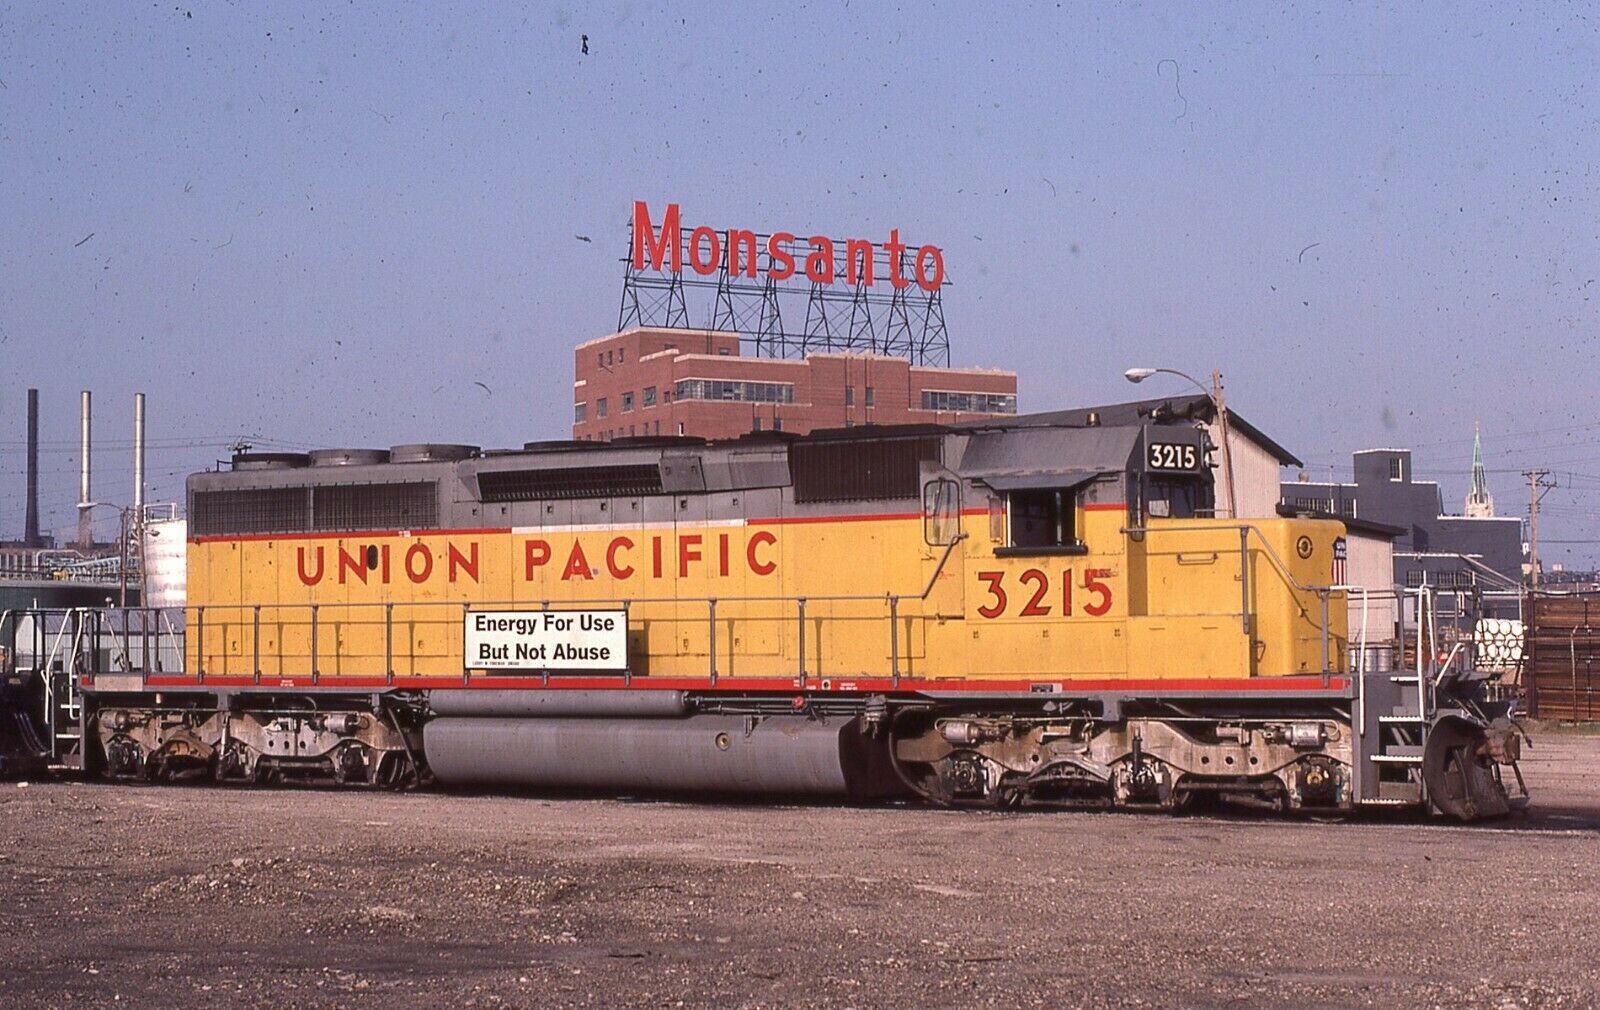 Monsanto
3215
UNION PACIFIC
3215
Energy For Use
But Not Abuse